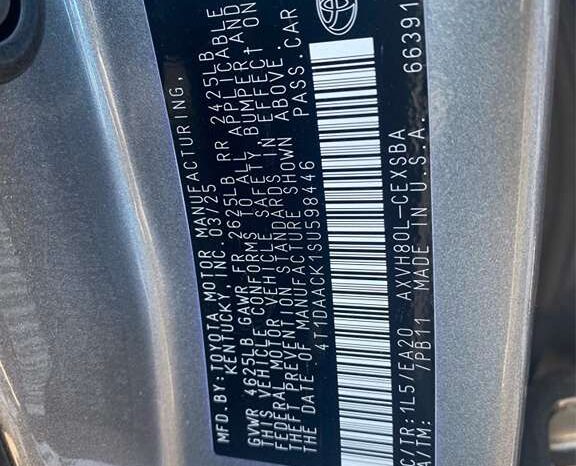 MFD.BY:TOYOTA MOTOR MANUFACTURING,
KENTUCKY, INC. 03/25
GVWR 4625LB GAWR FR 2625LB RR 2425LB
THIS VEHICLE CONFORMS TO ALL APPLICABLE
FEDERAL MOTOR VEHICLE SAFETY, BUMPER, AND
THEFT PREVENTION STANDARDS IN EFFECT ON
THE DATE OF MANUFACTURE SHOWN ABOVE.
4T1DAACK1SU598446 PASS.CAR
C/TR:1L5/EA20 AXVH80L-CEXSBA 66391
A/TM: /PB11 MADE IN U.S.A.